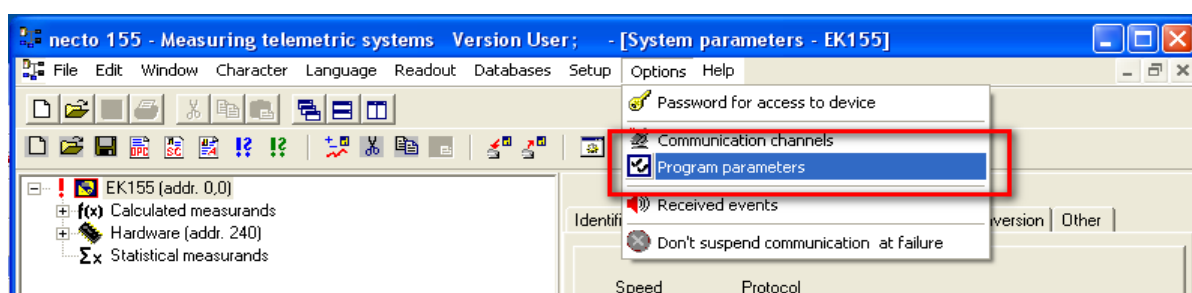 necto 155 - Measuring telemetric systems Version User; - [System parameters - EK155]
File Edit Window Character Language Readout Databases Setup Options Help
Password for access to device
Communication channels
Program parameters
Received events
Don't suspend communication at failure
EK155 (addr. 0,0)
f(x) Calculated measurands
Hardware (addr. 240)
Σx Statistical measurands
Identifi
version Other
Speed Protocol